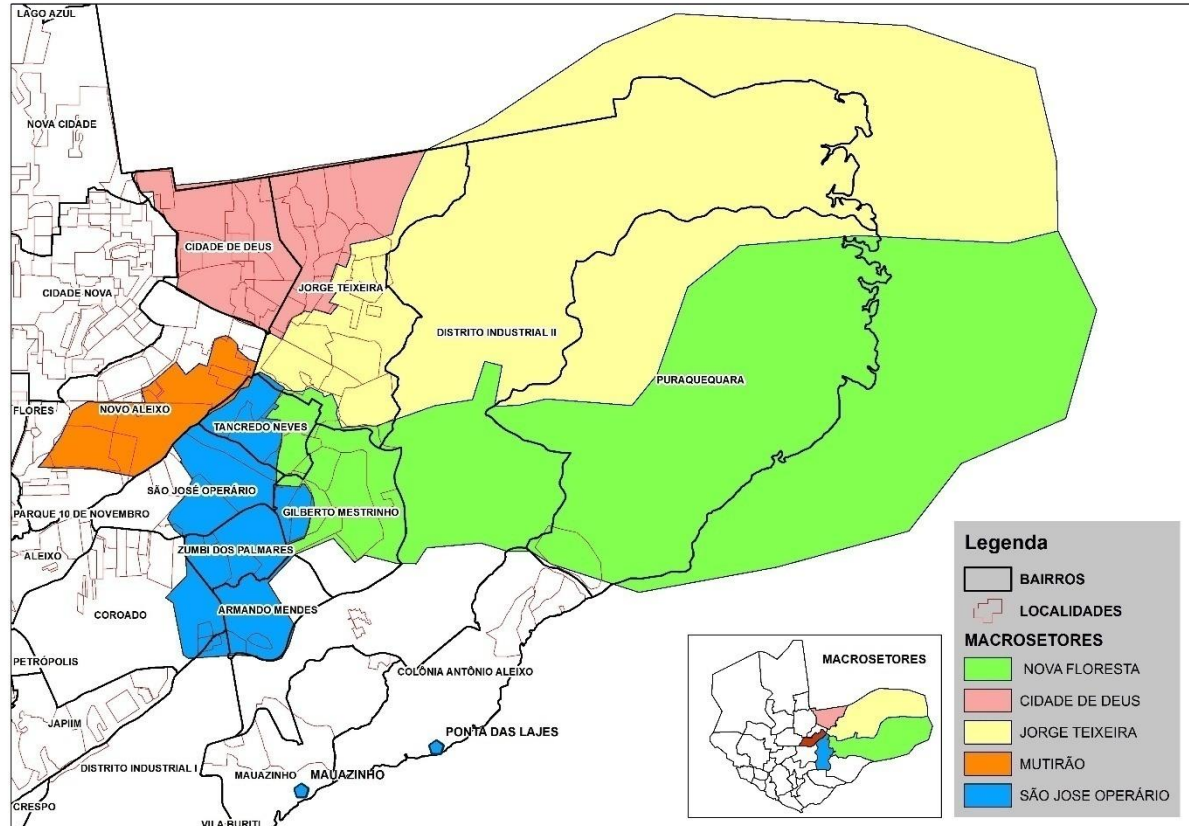 LAGO AZUL
NOVA CIDADE
CIDADE DE DEUS
CIDADE NOVA
JORGE TEIXEIRA
DISTRITO INDUSTRIAL II
PURAQUEQUARA
FLORES
NOVO ALEIXO
TANCREDO NEVES
SÃO JOSÉ OPERÁRIO
GILBERTO MESTRINHO
PARQUE 10 DE NOVEMBRO
ZUMBI DOS PALMARES
ALEIXO
COROADO
ARMANDO MENDES
PETRÓPOLIS
COLÔNIA ANTÔNIO ALEIXO
JAPIIM
PONTA DAS LAJES
DISTRITO INDUSTRIAL I
MAUAZINHO
MAUAZINHO
CRESPO
VILA BURITI
MACROSETORES
Legenda
BAIRROS
LOCALIDADES
MACROSETORES
NOVA FLORESTA
CIDADE DE DEUS
JORGE TEIXEIRA
MUTIRÃO
SÃO JOSE OPERÁRIO